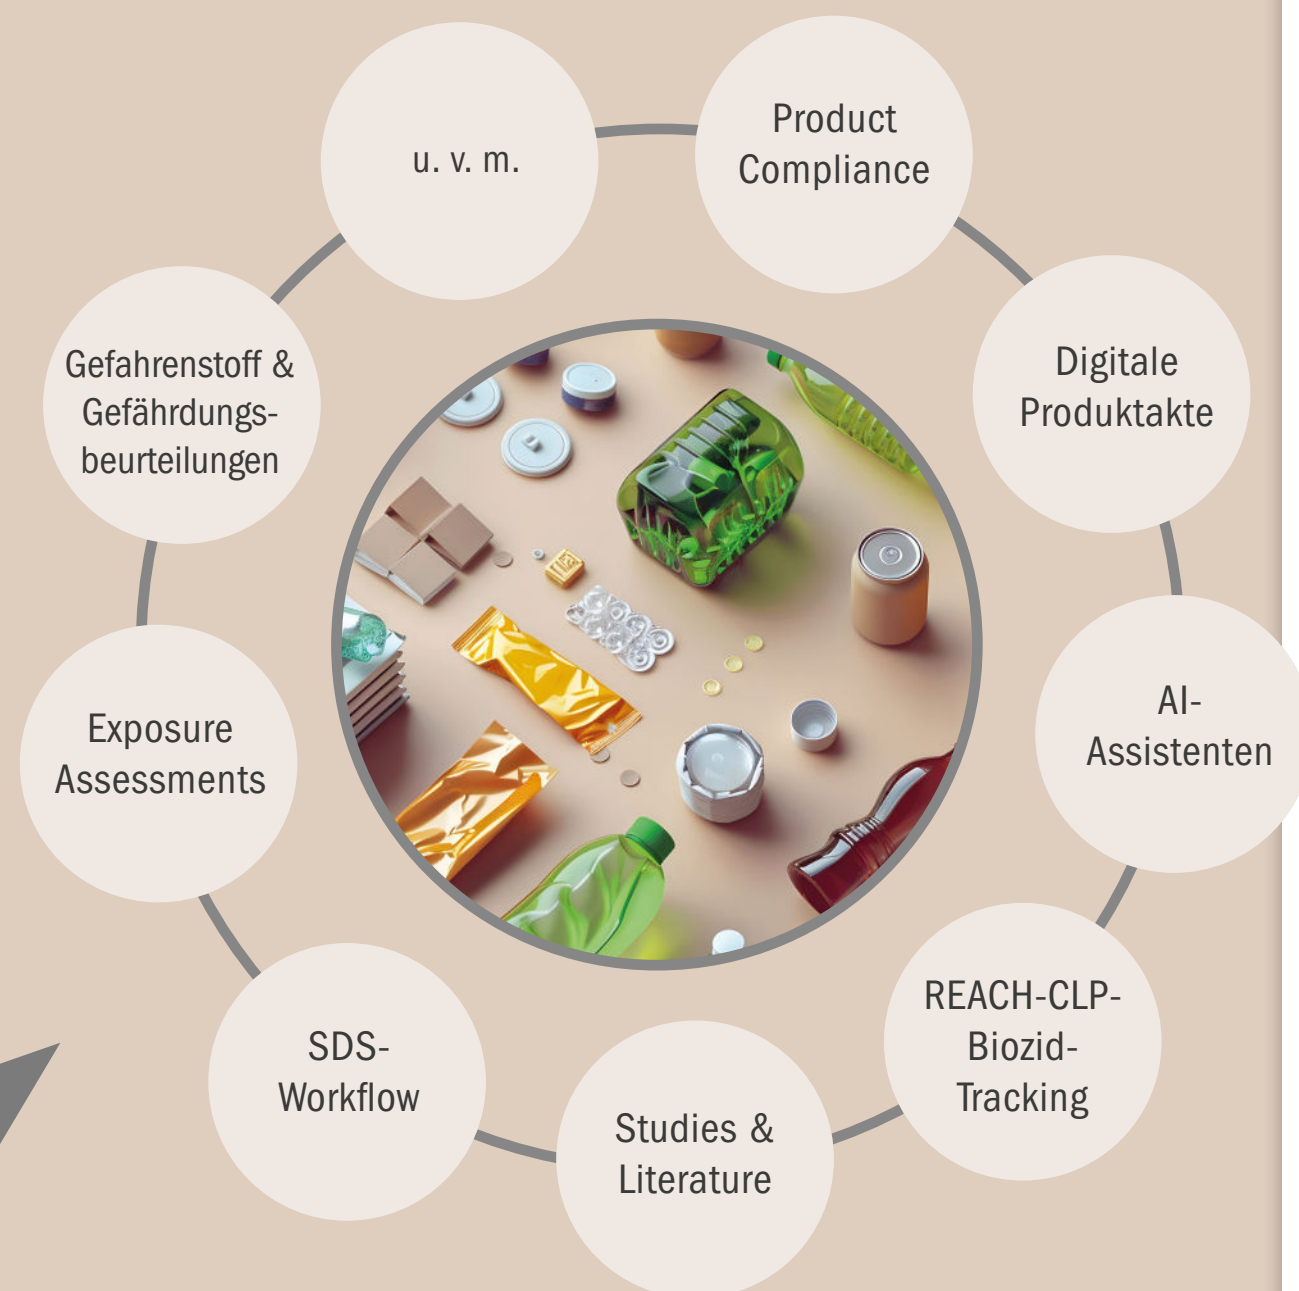 u. v. m.
Product
Compliance
Digitale
Produktakte
AI-
Assistenten
REACH-CLP-
Biozid-
Tracking
Studies &
Literature
SDS-
Workflow
Exposure
Assessments
Gefahrenstoff &
Gefährdungs-
beurteilungen